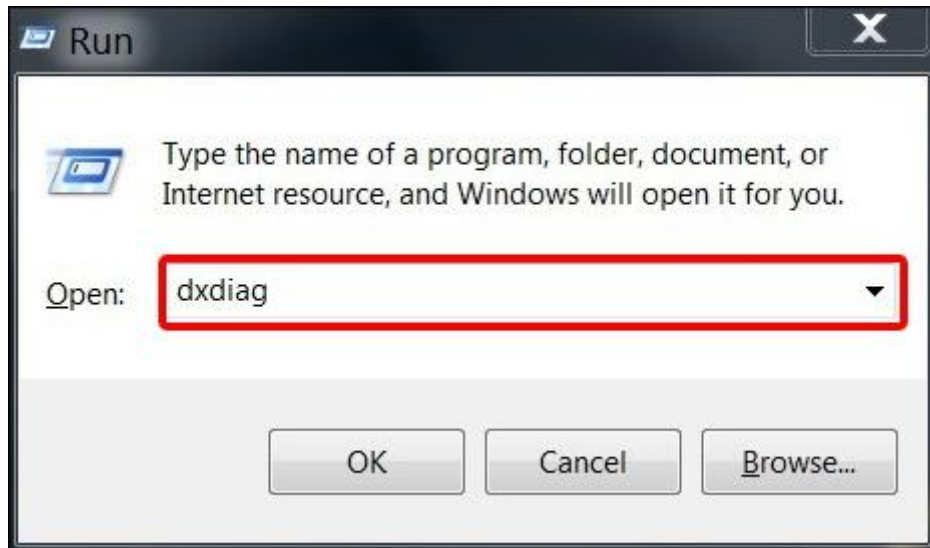 Run
Type the name of a program, folder, document, or
Internet resource, and Windows will open it for you.
Open: dxdiag
OK Cancel Browse...